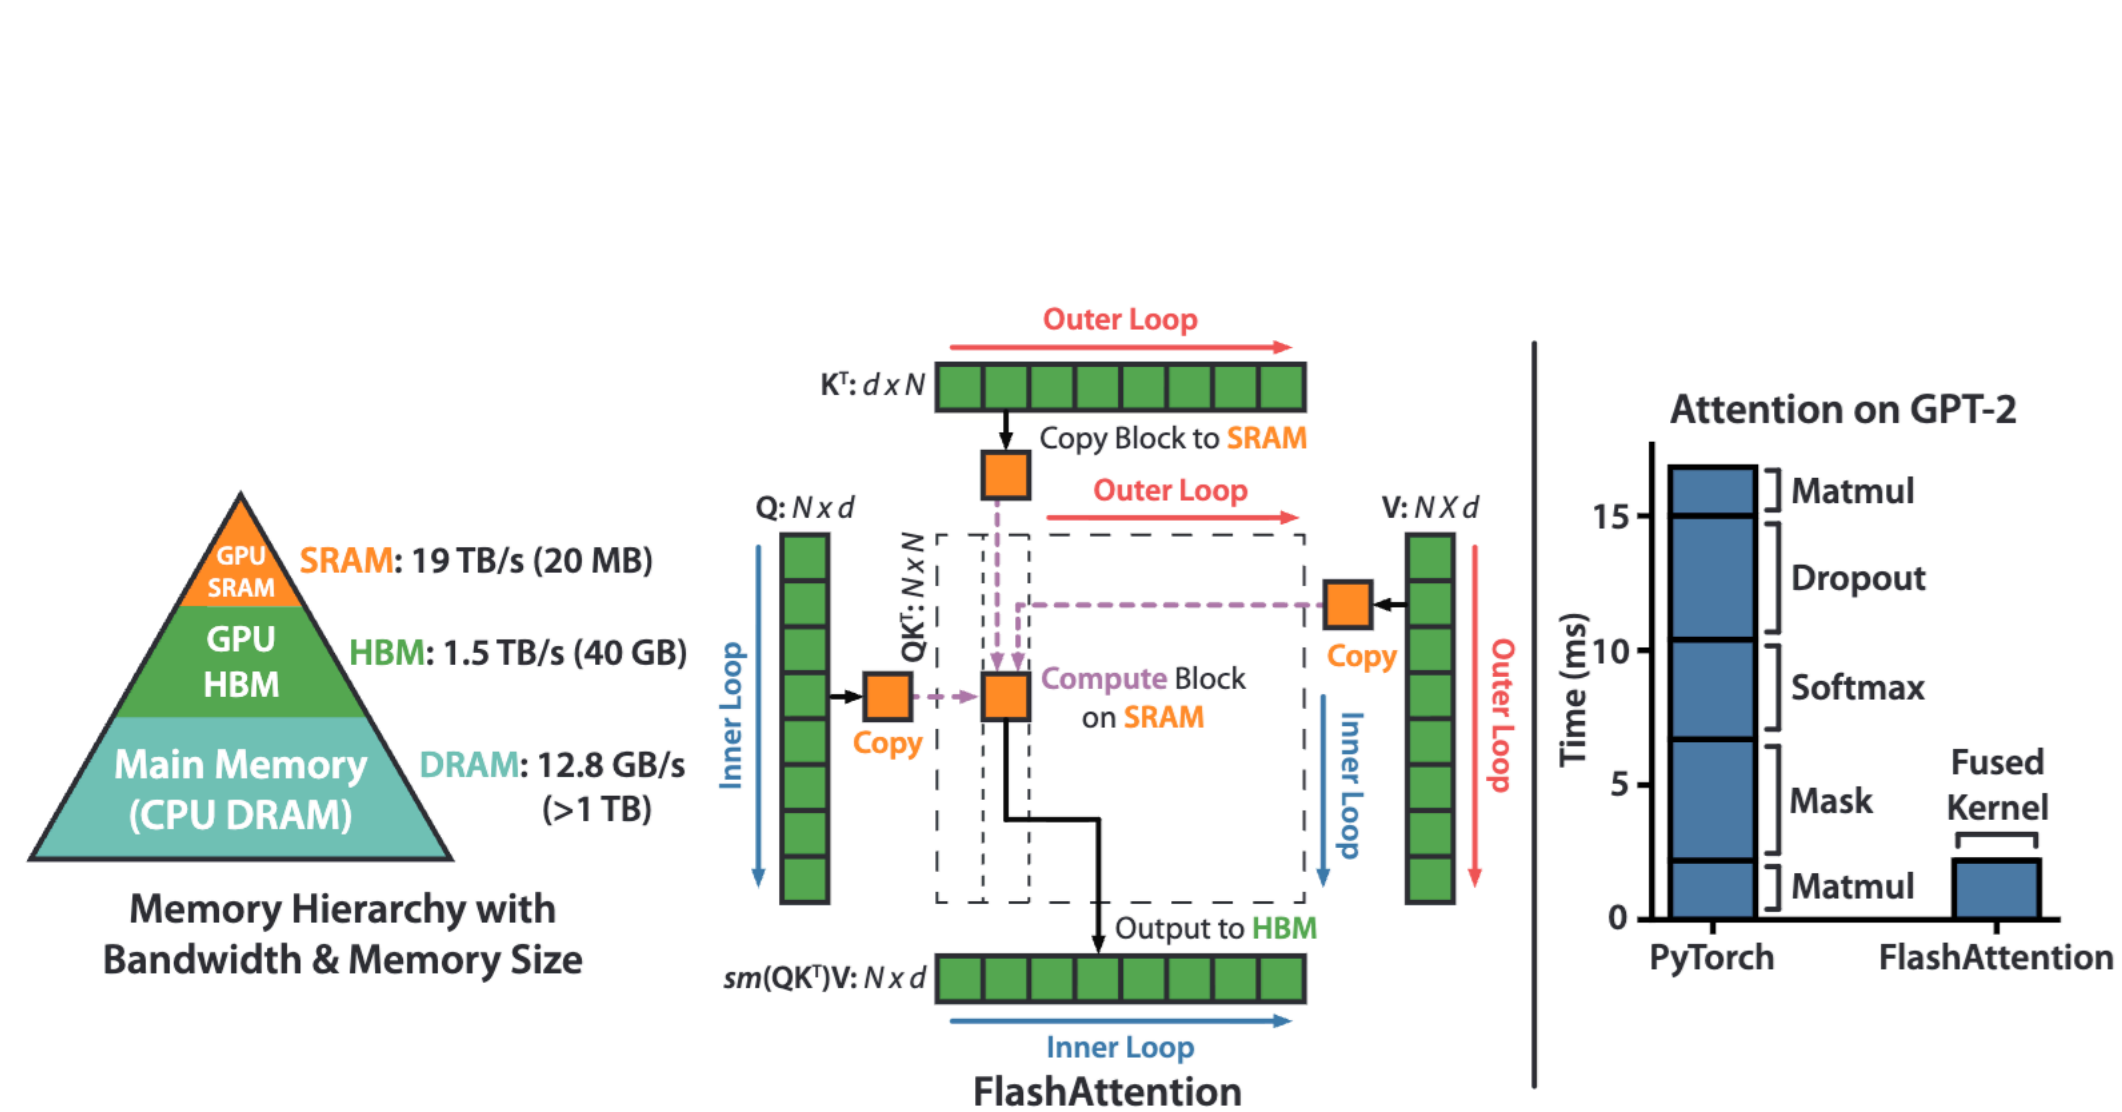 GPU
SRAM
SRAM: 19 TB/s (20 MB)
GPU
HBM
HBM: 1.5 TB/s (40 GB)
Main Memory
(CPU DRAM)
DRAM: 12.8 GB/s
(>1 TB)
Memory Hierarchy with
Bandwidth & Memory Size
Outer Loop
Kᵀ: d x N
Copy Block to SRAM
Outer Loop
Q: N x d
V: N X d
QKᵀ: N x N
Inner Loop
Copy
Compute Block
on SRAM
Copy
Inner Loop
Outer Loop
Output to HBM
sm(QKᵀ)V: N x d
Inner Loop
FlashAttention
Attention on GPT-2
Time (ms)
15
10
5
0
Matmul
Dropout
Softmax
Mask
Matmul
Fused
Kernel
PyTorch
FlashAttention